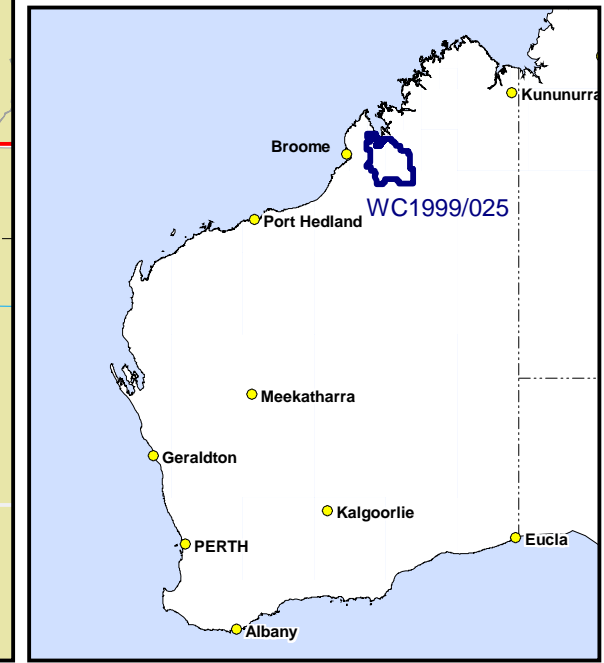 Kununurra
Broome
WC1999/025
Port Hedland
Meekatharra
Geraldton
Kalgoorlie
Eucla
PERTH
Albany